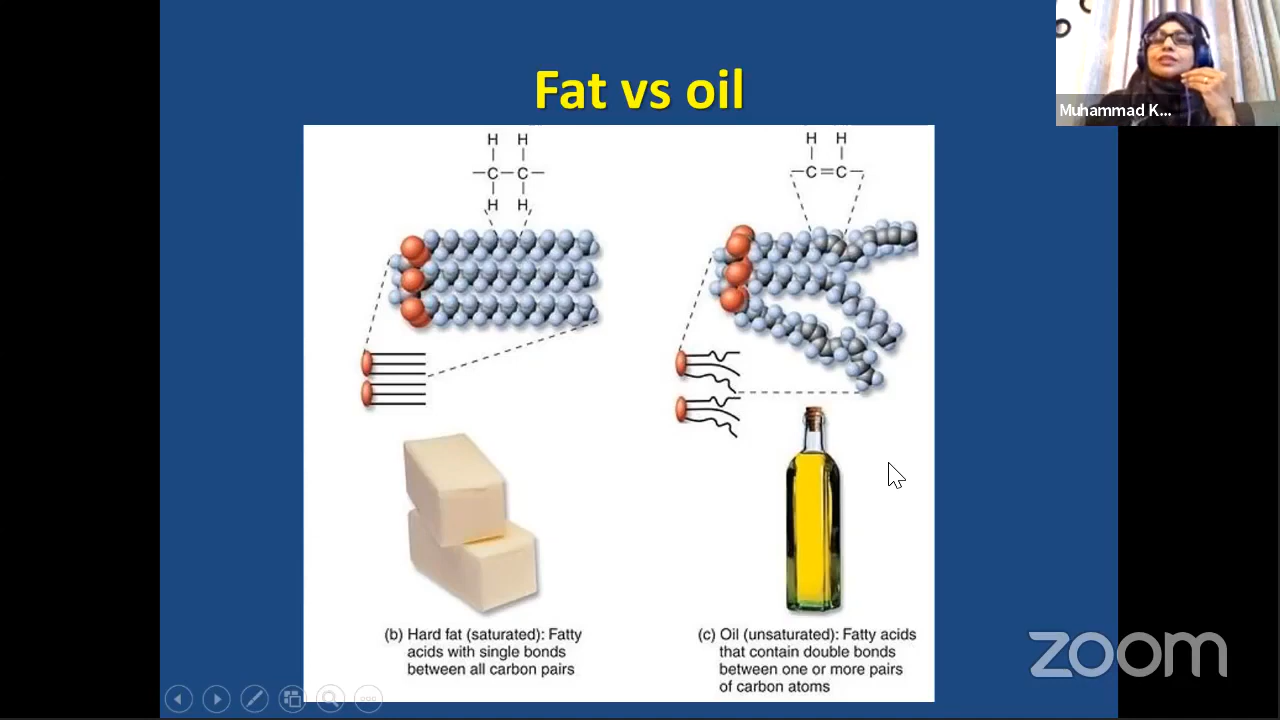 Fat vs oil
Muhammad K...
H H
–C–C–
H H
H H
–C=C–
(b) Hard fat (saturated): Fatty
acids with single bonds
between all carbon pairs
(c) Oil (unsaturated): Fatty acids
that contain double bonds
between one or more pairs
of carbon atoms
zoom